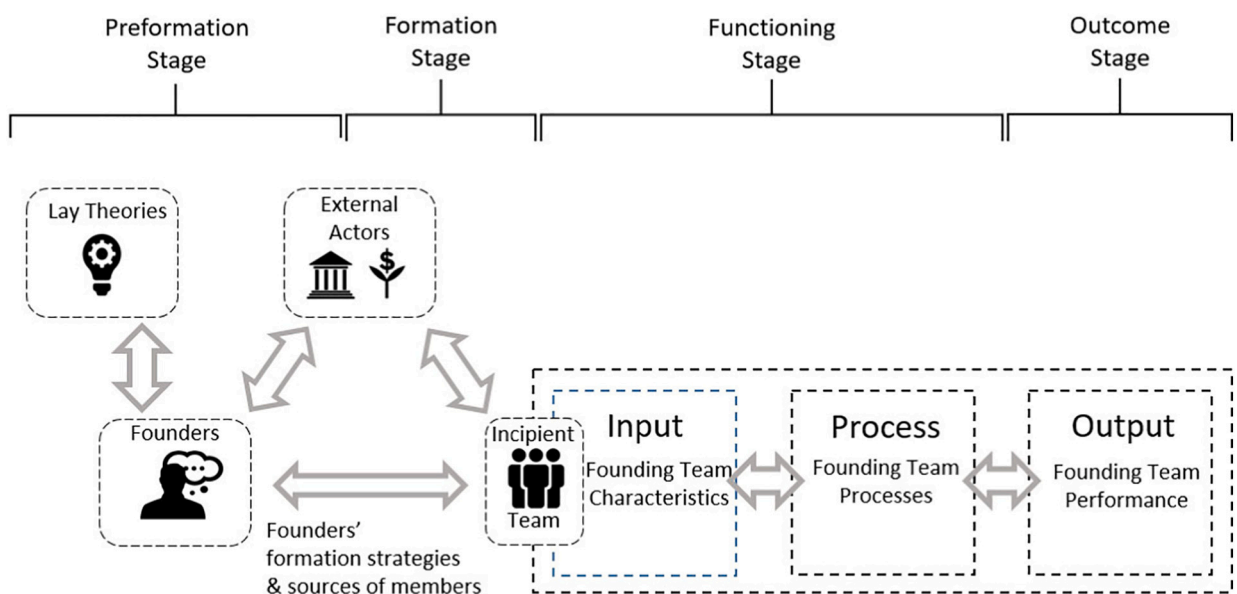 Preformation
Stage
Formation
Stage
Functioning
Stage
Outcome
Stage
Lay Theories
External
Actors
$
Founders
Founders’
formation strategies
& sources of members
Incipient
Team
Input
Founding Team
Characteristics
Process
Founding Team
Processes
Output
Founding Team
Performance